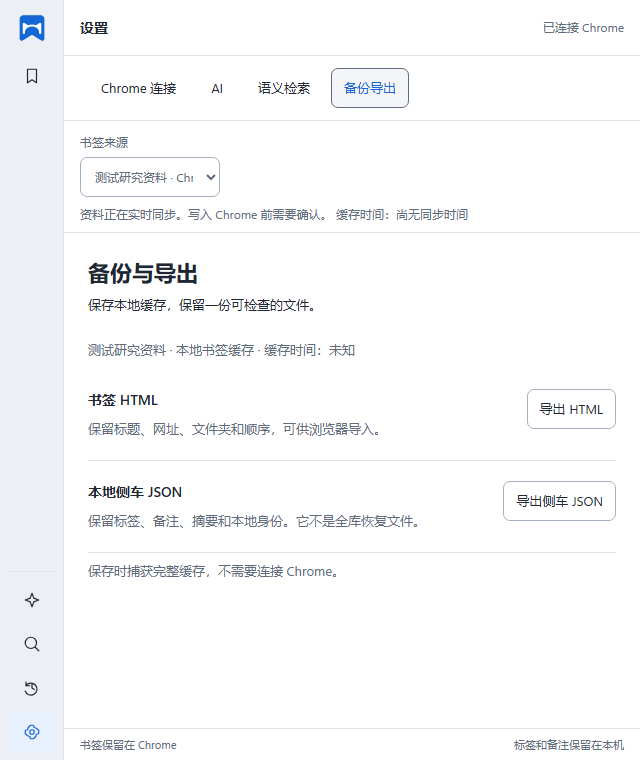 设置
已连接 Chrome
Chrome 连接
AI
语义检索
备份导出
书签来源
测试研究资料 · Chr
资料正在实时同步。写入 Chrome 前需要确认。 缓存时间：尚无同步时间
备份与导出
保存本地缓存，保留一份可检查的文件。
测试研究资料 · 本地书签缓存 · 缓存时间：未知
书签 HTML
导出 HTML
保留标题、网址、文件夹和顺序，可供浏览器导入。
本地侧车 JSON
导出侧车 JSON
保留标签、备注、摘要和本地身份。它不是全库恢复文件。
保存时捕获完整缓存，不需要连接 Chrome。
书签保留在 Chrome
标签和备注保留在本机